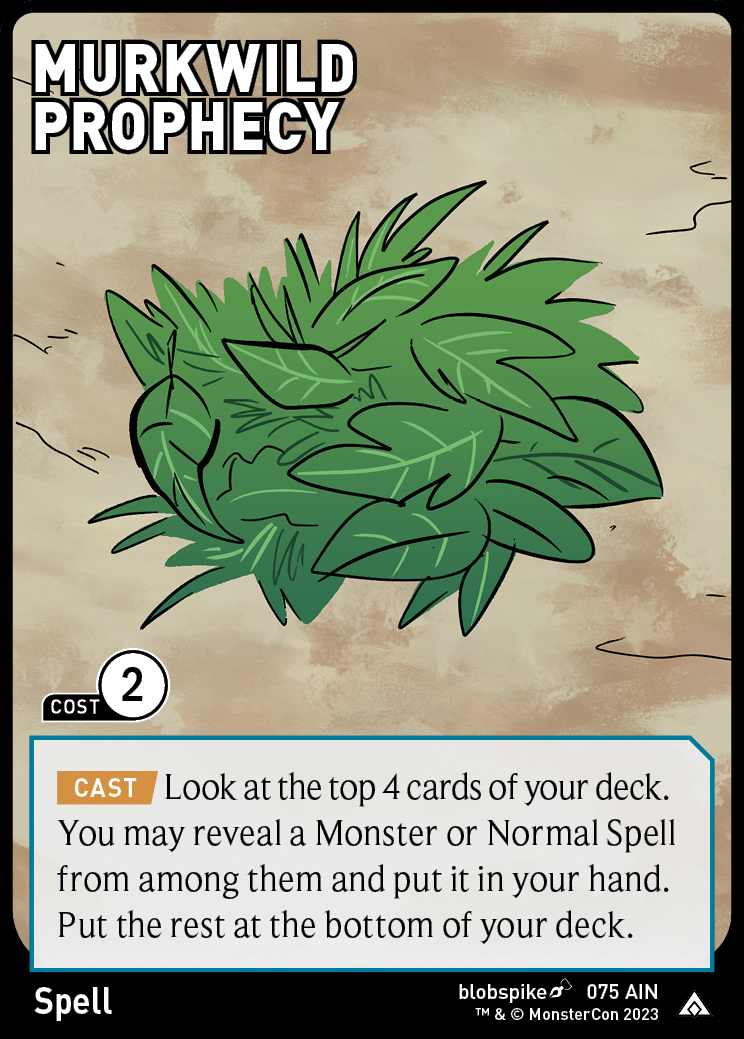 MURKWILD
PROPHECY
COST 2
CAST Look at the top 4 cards of your deck.
You may reveal a Monster or Normal Spell
from among them and put it in your hand.
Put the rest at the bottom of your deck.
Spell
blobspike 075 AIN
™ & © MonsterCon 2023